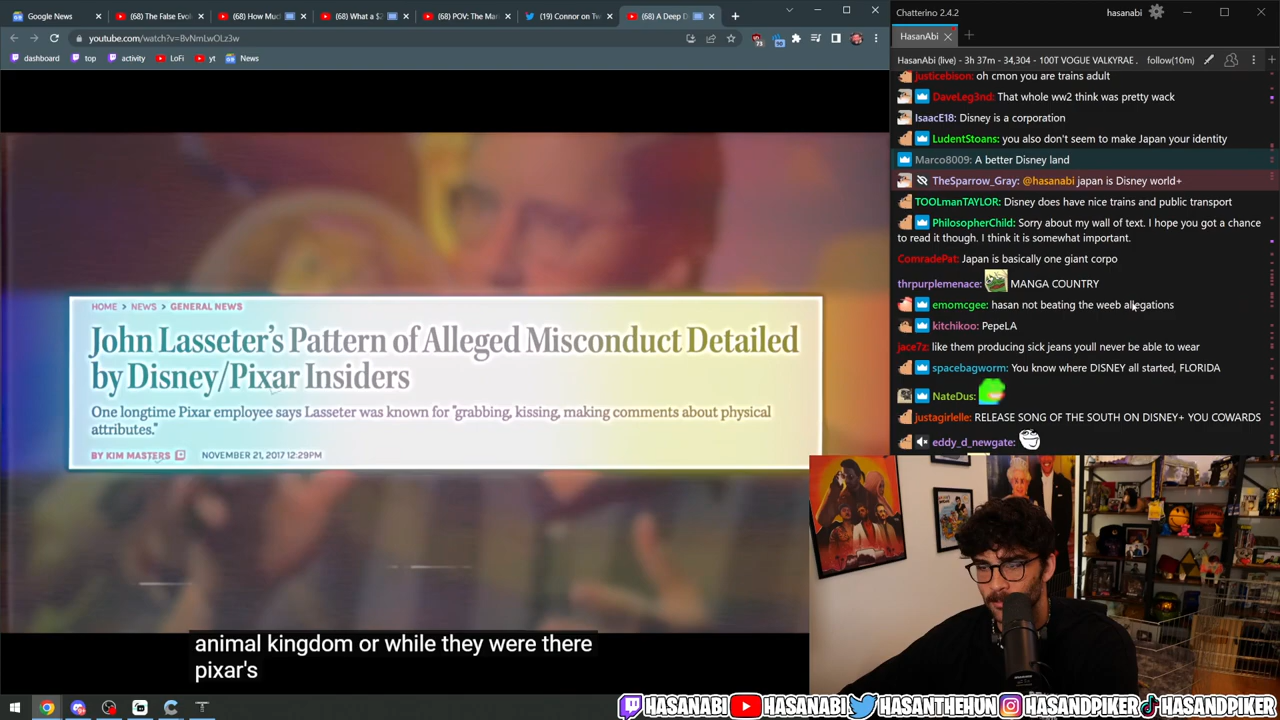 Google News
(68) The False Evo
(68) How Muc
(68) What a $
(68) POV: The Man
(19) Connor on Tw
(68) A Deep D
youtube.com/watch?v=BvNmLwOLz3w
dashboard top activity LoFi yt News
HOME > NEWS > GENERAL NEWS
John Lasseter's Pattern of Alleged Misconduct Detailed
by Disney/Pixar Insiders
One longtime Pixar employee says Lasseter was known for "grabbing, kissing, making comments about physical
attributes."
BY KIM MASTERS NOVEMBER 21, 2017 12:29PM
animal kingdom or while they were there
pixar's
Chatterino 2.4.2
hasanabi
HasanAbi
HasanAbi (live) - 3h 37m - 34,304 - 100T VOGUE VALKYRAE . follow(10m)
justicebison: oh cmon you are trains adult
DaveLeg3nd: That whole ww2 think was pretty wack
IsaacE18: Disney is a corporation
LudentStoans: you also don't seem to make Japan your identity
Marco8009: A better Disney land
TheSparrow_Gray: @hasanabi japan is Disney world+
TOOLmanTAYLOR: Disney does have nice trains and public transport
PhilosopherChild: Sorry about my wall of text. I hope you got a chance
to read it though. I think it is somewhat important.
ComradePat: Japan is basically one giant corpo
thrpurplemenace: MANGA COUNTRY
emomcgee: hasan not beating the weeb allegations
kitchikoo: PepeLA
jace7z: like them producing sick jeans youll never be able to wear
spacebagworm: You know where DISNEY all started, FLORIDA
NateDus:
justagirlelle: RELEASE SONG OF THE SOUTH ON DISNEY+ YOU COWARDS
eddy_d_newgate:
HASANABI HASANABI HASANTHEHUN HASANDPIKER HASANDPIKER